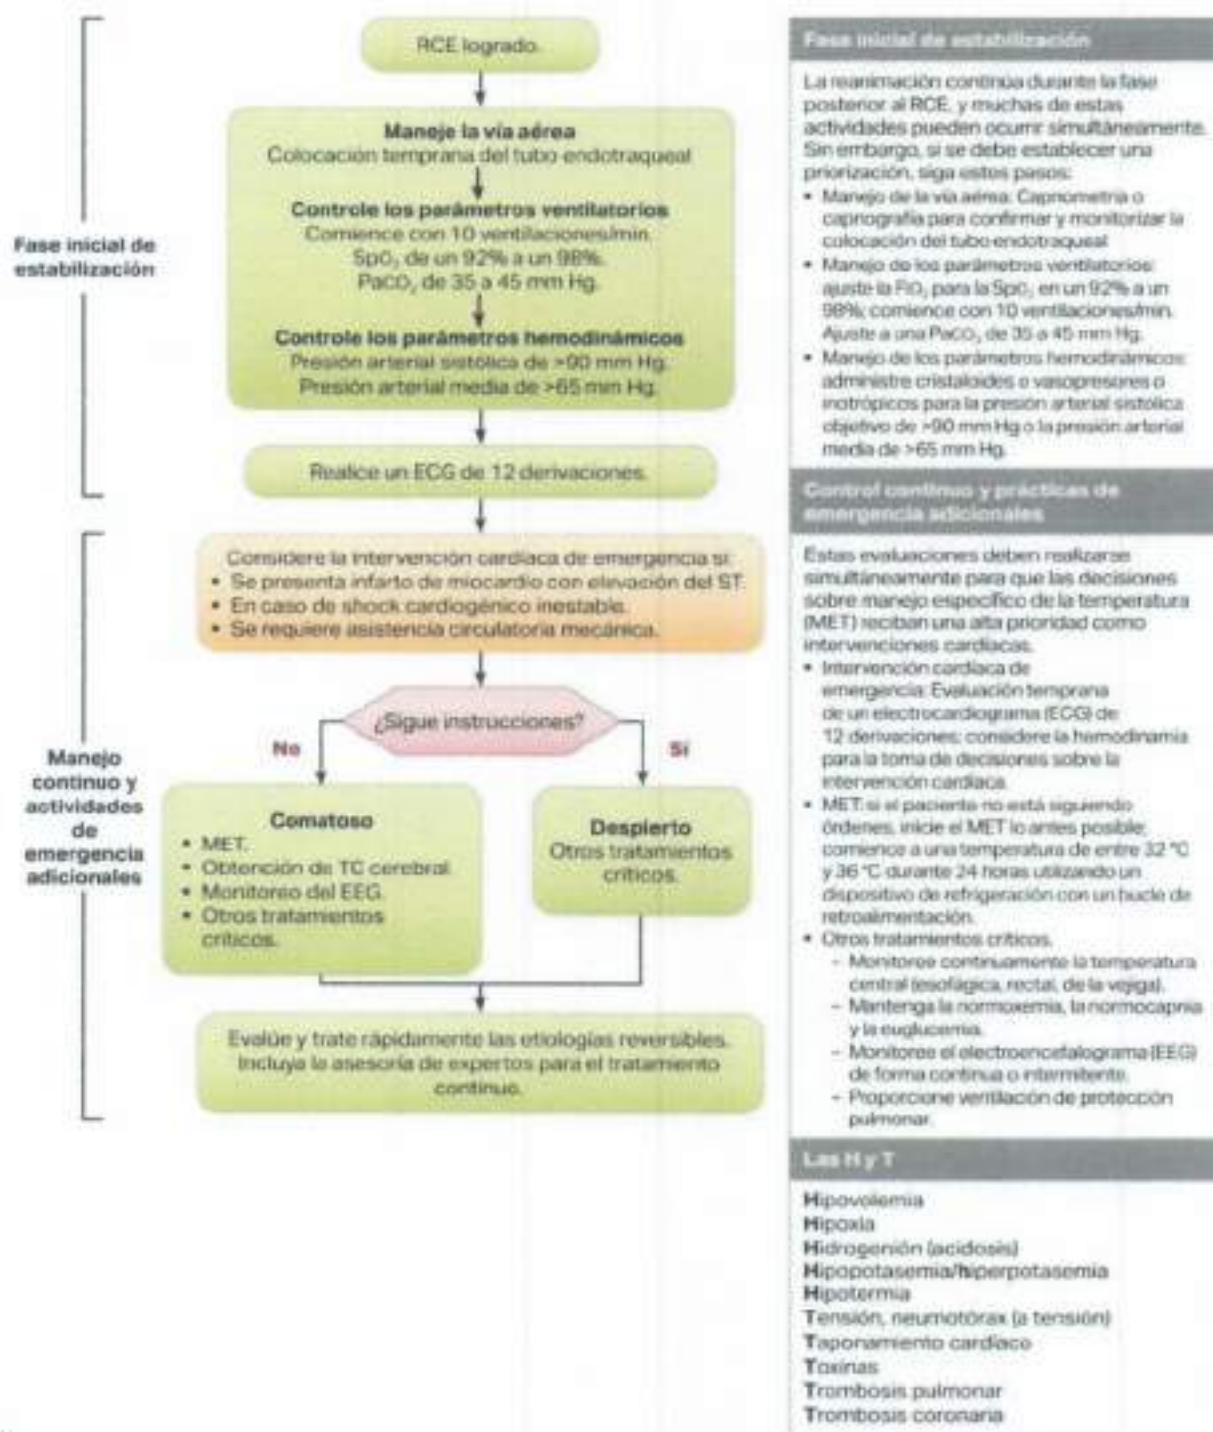 Fase inicial de
estabilización
RCE logrado.
Maneje la vía aérea
Colocación temprana del tubo endotraqueal
Controle los parámetros ventilatorios
Comience con 10 ventilaciones/min.
SpO₂ de un 92% a un 98%.
PaCO₂ de 35 a 45 mm Hg.
Controle los parámetros hemodinámicos
Presión arterial sistólica de >90 mm Hg.
Presión arterial media de >65 mm Hg.
Realice un ECG de 12 derivaciones.
Manejo
continuo y
actividades
de
emergencia
adicionales
Considere la intervención cardíaca de emergencia si:
• Se presenta infarto de miocardio con elevación del ST.
• En caso de shock cardiogénico inestable.
• Se requiere asistencia circulatoria mecánica.
¿Sigue instrucciones?
No
Sí
Comatoso
• MET.
• Obtención de TC cerebral.
• Monitoreo del EEG.
• Otros tratamientos
críticos.
Despierto
Otros tratamientos
críticos.
Evalúe y trate rápidamente las etiologías reversibles.
Incluya la asesoría de expertos para el tratamiento
continuo.
Fase inicial de estabilización
La reanimación continúa durante la fase
posterior al RCE, y muchas de estas
actividades pueden ocurrir simultáneamente.
Sin embargo, si se debe establecer una
priorización, siga estos pasos:
• Manejo de la vía aérea: Capnometría o
capnografía para confirmar y monitorizar la
colocación del tubo endotraqueal
• Manejo de los parámetros ventilatorios:
ajuste la FiO₂ para la SpO₂ en un 92% a un
98%; comience con 10 ventilaciones/min.
Ajuste a una PaCO₂ de 35 a 45 mm Hg.
• Manejo de los parámetros hemodinámicos:
administre cristaloides o vasopresores o
inotrópicos para la presión arterial sistólica
objetivo de >90 mm Hg o la presión arterial
media de >65 mm Hg.
Control continuo y prácticas de
emergencia adicionales
Estas evaluaciones deben realizarse
simultáneamente para que las decisiones
sobre manejo específico de la temperatura
(MET) reciban una alta prioridad como
intervenciones cardíacas.
• Intervención cardíaca de
emergencia: Evaluación temprana
de un electrocardiograma (ECG) de
12 derivaciones; considere la hemodinamia
para la toma de decisiones sobre la
intervención cardíaca.
• MET: si el paciente no está siguiendo
órdenes, inicie el MET lo antes posible;
comience a una temperatura de entre 32 °C
y 36 °C durante 24 horas utilizando un
dispositivo de refrigeración con un bucle de
retroalimentación.
• Otros tratamientos críticos.
- Monitoree continuamente la temperatura
central (esofágica, rectal, de la vejiga).
- Mantenga la normoxemia, la normocapnia
y la euglucemia.
- Monitoree el electroencefalograma (EEG)
de forma continua o intermitente.
- Proporcione ventilación de protección
pulmonar.
Las H y T
Hipovolemia
Hipoxia
Hidrogenión (acidosis)
Hipopotasemia/hiperpotasemia
Hipotermia
Tensión, neumotórax (a tensión)
Taponamiento cardíaco
Toxinas
Trombosis pulmonar
Trombosis coronaria